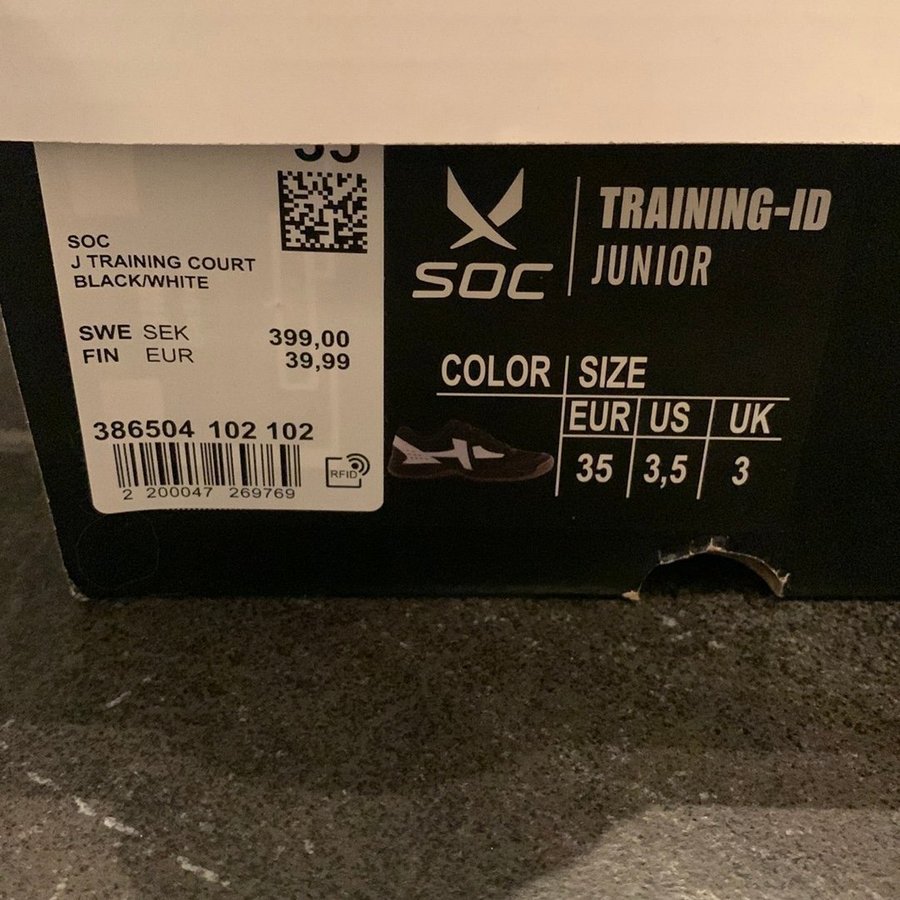 35
SOC
J TRAINING COURT
BLACK/WHITE
SWE SEK 399,00
FIN EUR 39,99
386504 102 102
2 200047 269769
RFID
SOC
TRAINING-ID
JUNIOR
COLOR SIZE
EUR US UK
35 3,5 3